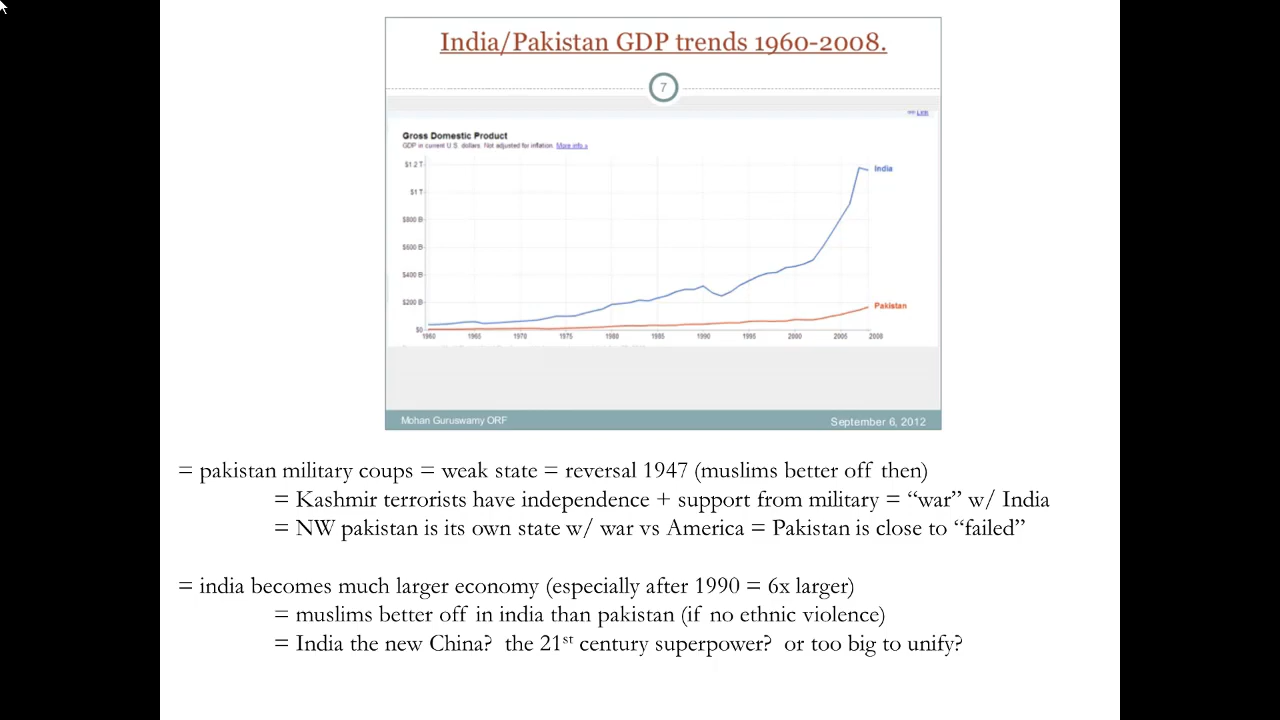 India/Pakistan GDP trends 1960-2008.
7
Link
Gross Domestic Product
GDP in current U.S. dollars. Not adjusted for inflation. More info »
$1.2 T
India
$1 T
$800 B
$600 B
$400 B
$200 B
Pakistan
$0
1960 1965 1970 1975 1980 1985 1990 1995 2000 2005 2008
Mohan Guruswamy ORF
September 6, 2012
= pakistan military coups = weak state = reversal 1947 (muslims better off then)
= Kashmir terrorists have independence + support from military = “war” w/ India
= NW pakistan is its own state w/ war vs America = Pakistan is close to “failed”
= india becomes much larger economy (especially after 1990 = 6x larger)
= muslims better off in india than pakistan (if no ethnic violence)
= India the new China? the 21st century superpower? or too big to unify?